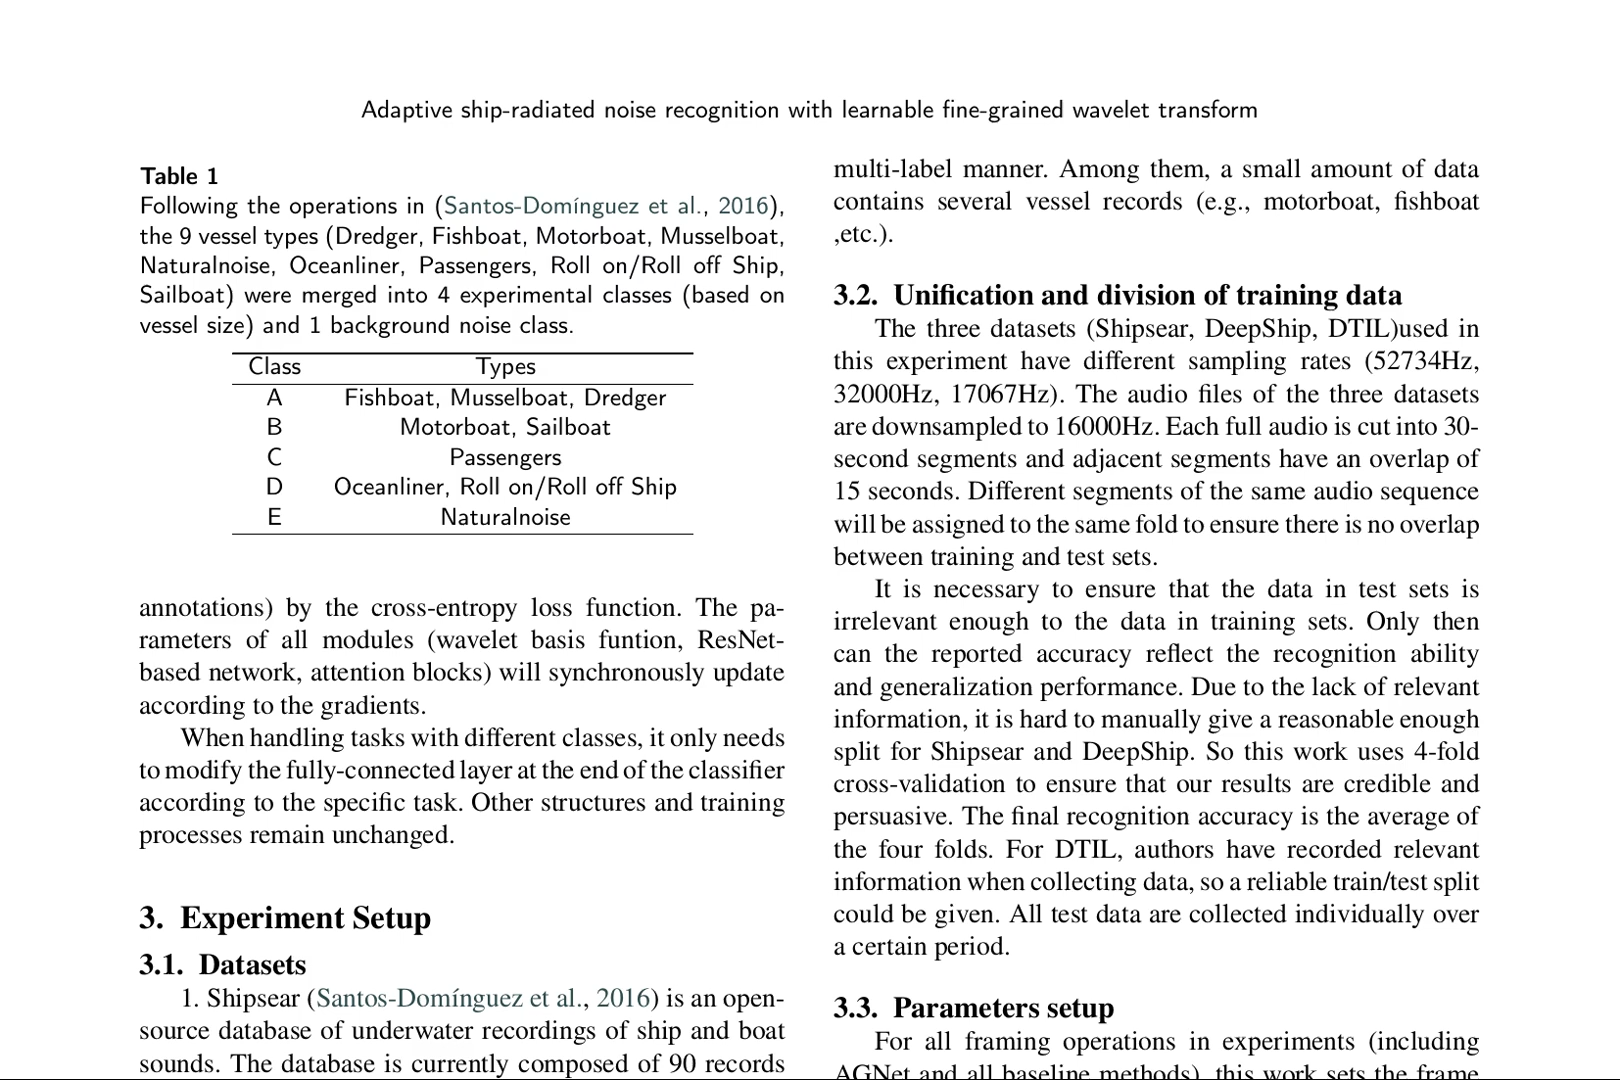 Adaptive ship-radiated noise recognition with learnable fine-grained wavelet transform
Table 1
Following the operations in (Santos-Domínguez et al., 2016),
the 9 vessel types (Dredger, Fishboat, Motorboat, Musselboat,
Naturalnoise, Oceanliner, Passengers, Roll on/Roll off Ship,
Sailboat) were merged into 4 experimental classes (based on
vessel size) and 1 background noise class.
Class Types
A Fishboat, Musselboat, Dredger
B Motorboat, Sailboat
C Passengers
D Oceanliner, Roll on/Roll off Ship
E Naturalnoise
annotations) by the cross-entropy loss function. The pa-
rameters of all modules (wavelet basis funtion, ResNet-
based network, attention blocks) will synchronously update
according to the gradients.
When handling tasks with different classes, it only needs
to modify the fully-connected layer at the end of the classifier
according to the specific task. Other structures and training
processes remain unchanged.
3. Experiment Setup
3.1. Datasets
1. Shipsear (Santos-Domínguez et al., 2016) is an open-
source database of underwater recordings of ship and boat
sounds. The database is currently composed of 90 records
multi-label manner. Among them, a small amount of data
contains several vessel records (e.g., motorboat, fishboat
,etc.).
3.2. Unification and division of training data
The three datasets (Shipsear, DeepShip, DTIL)used in
this experiment have different sampling rates (52734Hz,
32000Hz, 17067Hz). The audio files of the three datasets
are downsampled to 16000Hz. Each full audio is cut into 30-
second segments and adjacent segments have an overlap of
15 seconds. Different segments of the same audio sequence
will be assigned to the same fold to ensure there is no overlap
between training and test sets.
It is necessary to ensure that the data in test sets is
irrelevant enough to the data in training sets. Only then
can the reported accuracy reflect the recognition ability
and generalization performance. Due to the lack of relevant
information, it is hard to manually give a reasonable enough
split for Shipsear and DeepShip. So this work uses 4-fold
cross-validation to ensure that our results are credible and
persuasive. The final recognition accuracy is the average of
the four folds. For DTIL, authors have recorded relevant
information when collecting data, so a reliable train/test split
could be given. All test data are collected individually over
a certain period.
3.3. Parameters setup
For all framing operations in experiments (including
AGNet and all baseline methods), this work sets the frame